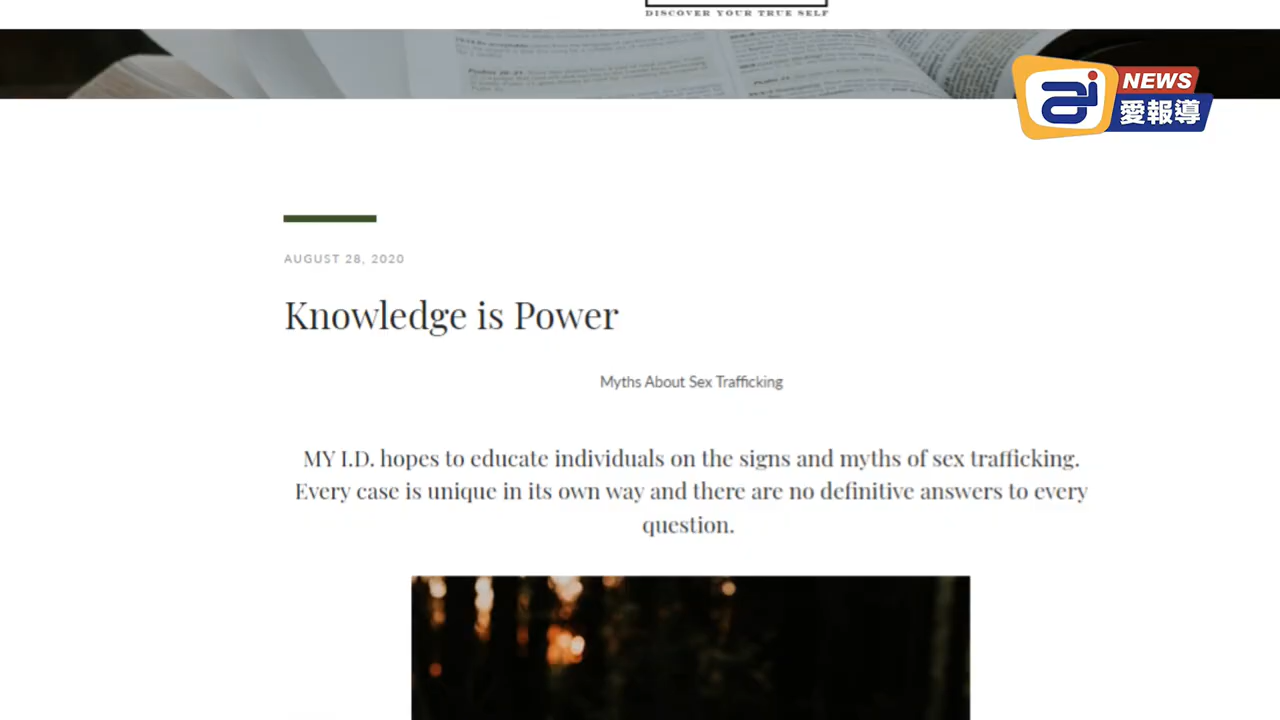 DISCOVER YOUR TRUE SELF
NEWS
愛報導
AUGUST 28, 2020
Knowledge is Power
Myths About Sex Trafficking
MY I.D. hopes to educate individuals on the signs and myths of sex trafficking.
Every case is unique in its own way and there are no definitive answers to every
question.